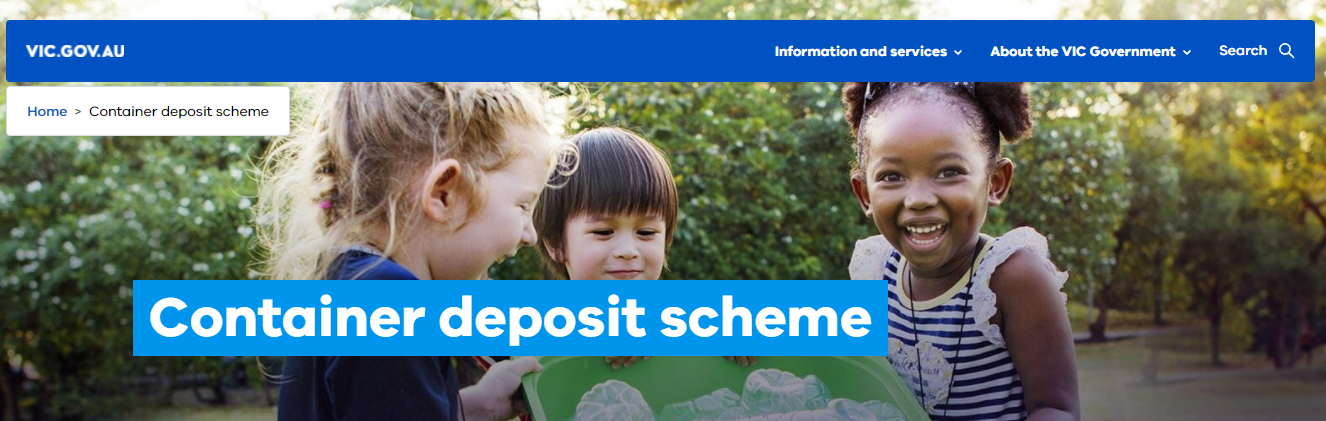 VIC.GOV.AU
Information and services
About the VIC Government
Search
Home > Container deposit scheme
Container deposit scheme